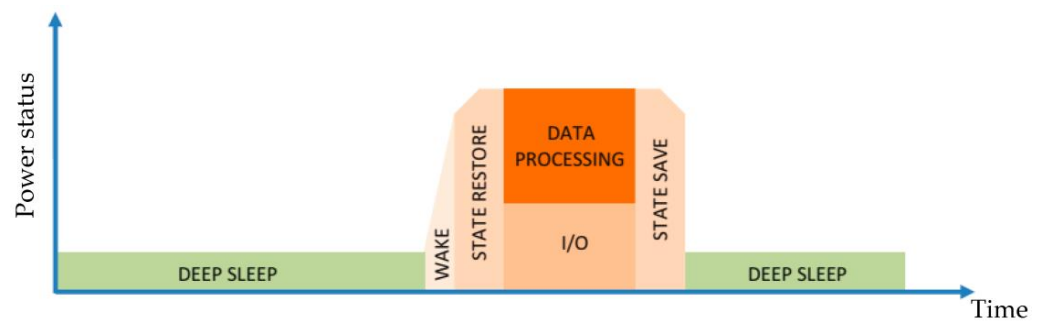 Power status
DEEP SLEEP
WAKE
STATE RESTORE
DATA
PROCESSING
I/O
STATE SAVE
DEEP SLEEP
Time